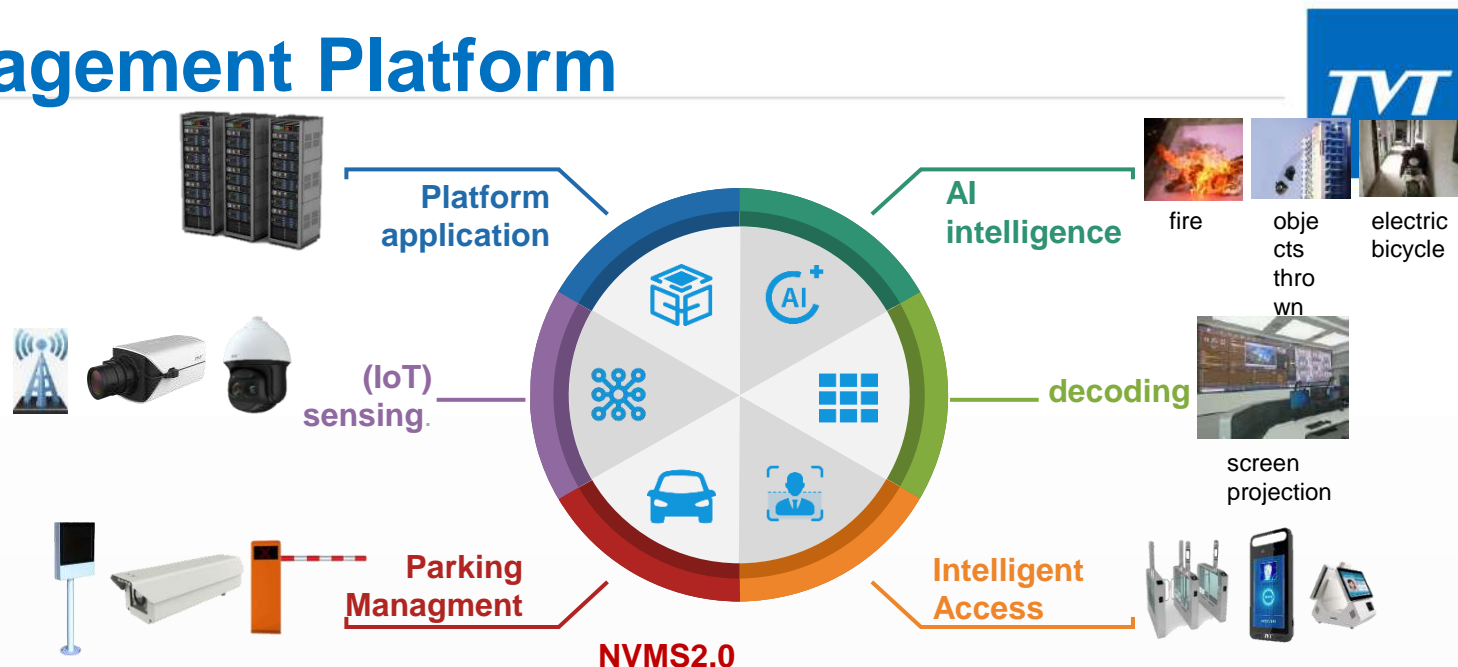 agement Platform
TVT
Platform
application
AI
intelligence
fire
obje
cts
thro
wn
electric
bicycle
AI
(IoT)
sensing.
decoding
screen
projection
Parking
Managment
Intelligent
Access
NVMS2.0